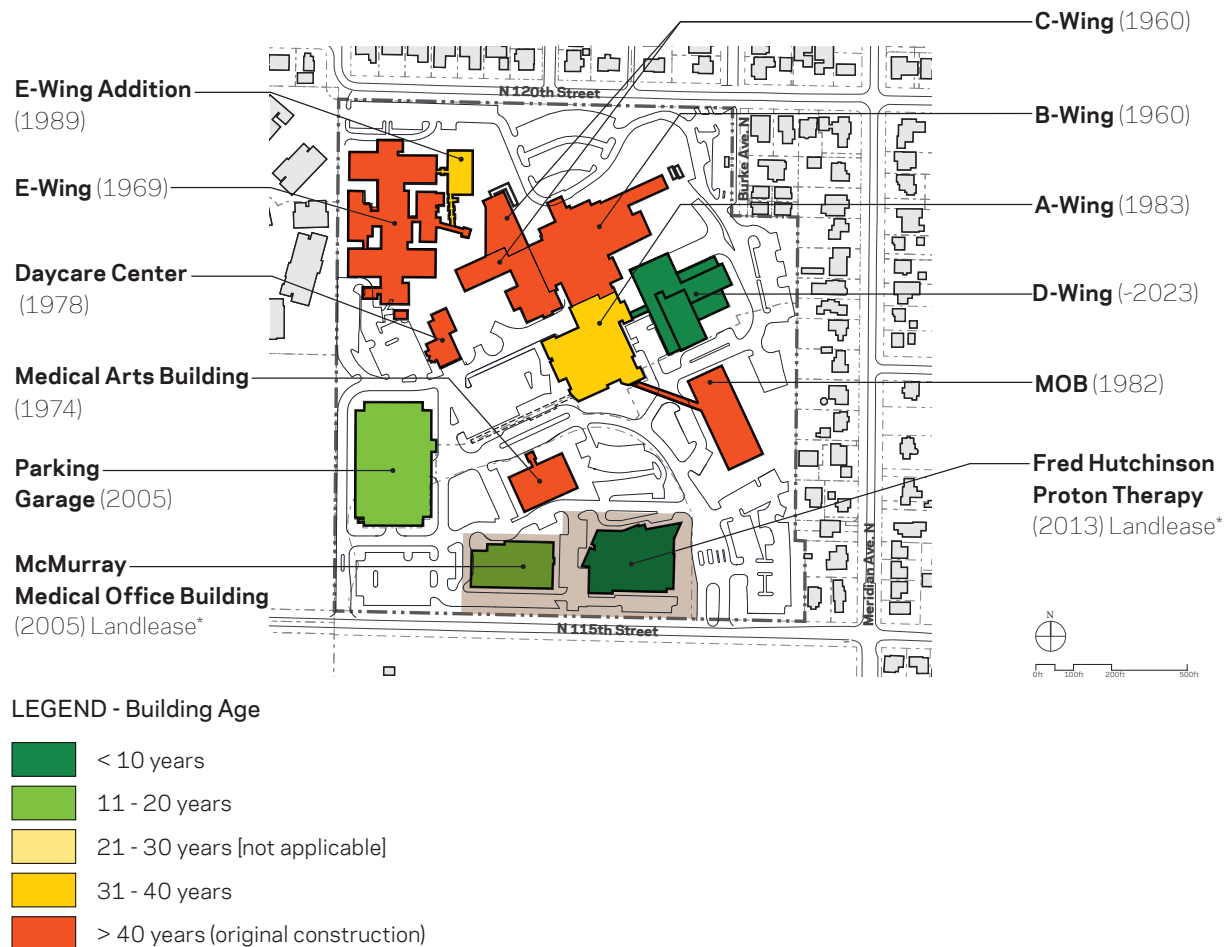 C-Wing (1960)
E-Wing Addition
(1989)
N 120th Street
B-Wing (1960)
Burke Ave. N
E-Wing (1969)
A-Wing (1983)
Daycare Center
(1978)
D-Wing (~2023)
Medical Arts Building
(1974)
MOB (1982)
Parking
Garage (2005)
Fred Hutchinson
Proton Therapy
(2013) Landlease*
McMurray
Medical Office Building
(2005) Landlease*
Meridian Ave. N
N 115th Street
N
0ft 100ft 200ft 500ft
LEGEND - Building Age
< 10 years
11 - 20 years
21 - 30 years [not applicable]
31 - 40 years
> 40 years (original construction)